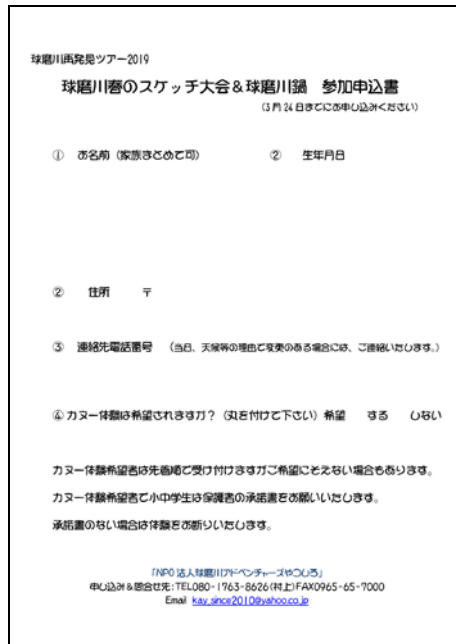 球磨川再発見ツアー2019
球磨川春のスケッチ大会＆球磨川鍋　参加申込書
(3月24日までにお申し込みください)
①　お名前（家族まとめて可）　②　生年月日
②　住所　〒
③　連絡先電話番号　（当日、天候等の理由で変更のある場合には、ご連絡いたします。）
④カヌー体験は希望されますか？（丸を付けて下さい）希望　する　しない
カヌー体験希望者は先着順で受け付けますがご希望にそえない場合もあります。
カヌー体験希望者で小中学生は保護者の承諾書をお願いいたします。
承諾書のない場合は体験をお断りいたします。
「NPO法人球磨川アドベンチャーズやつしろ」
申し込み＆問合せ先：TEL080-1763-8626(村上)FAX0965-65-7000
Email kay_since2010@yahoo.co.jp